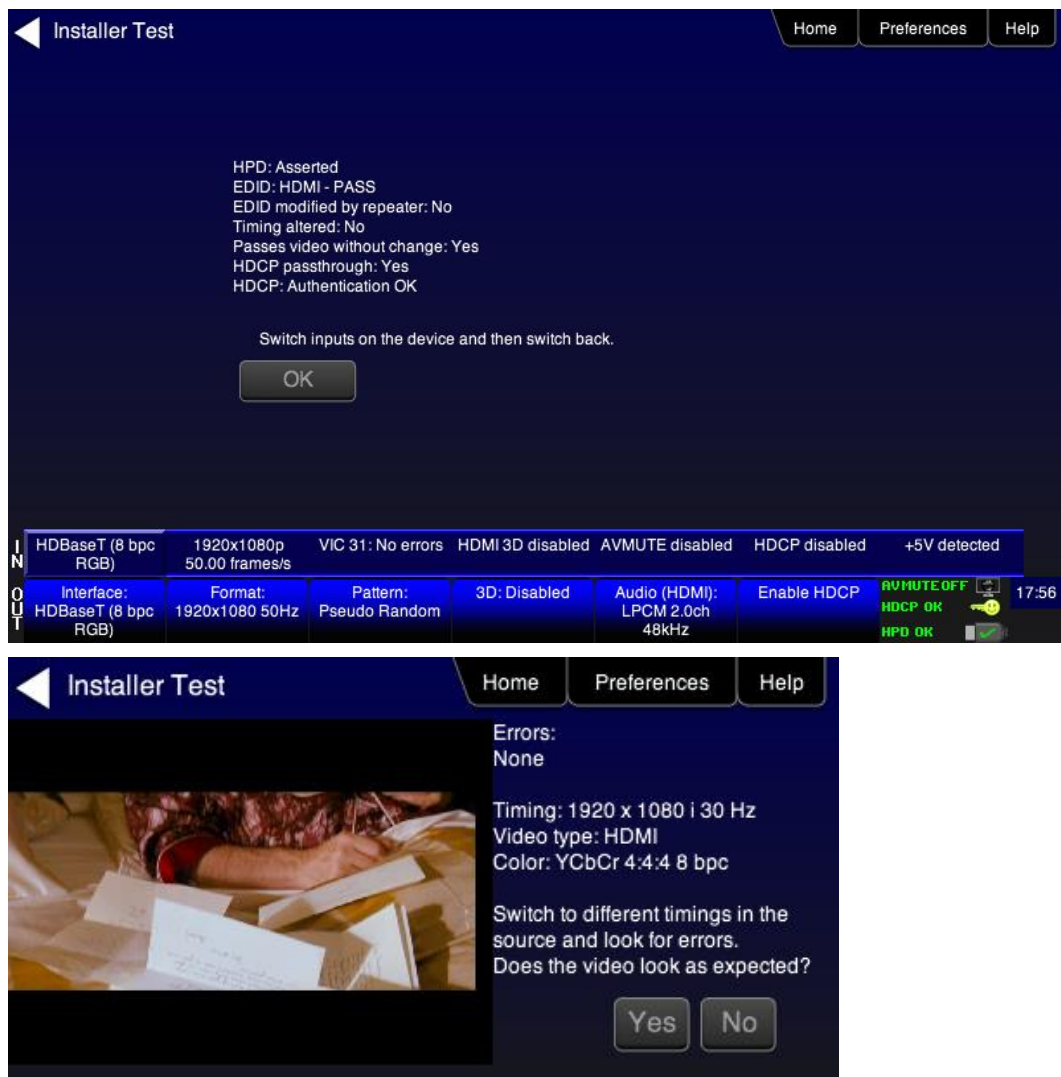 Installer Test
Home
Preferences
Help
HPD: Asserted
EDID: HDMI - PASS
EDID modified by repeater: No
Timing altered: No
Passes video without change: Yes
HDCP passthrough: Yes
HDCP: Authentication OK
Switch inputs on the device and then switch back.
OK
IN
HDBaseT (8 bpc
RGB)
1920x1080p
50.00 frames/s
VIC 31: No errors
HDMI 3D disabled
AVMUTE disabled
HDCP disabled
+5V detected
OUT
Interface:
HDBaseT (8 bpc
RGB)
Format:
1920x1080 50Hz
Pattern:
Pseudo Random
3D: Disabled
Audio (HDMI):
LPCM 2.0ch
48kHz
Enable HDCP
AVMUTEOFF
HDCP OK
HPD OK
17:56
Installer Test
Home
Preferences
Help
Errors:
None
Timing: 1920 x 1080 i 30 Hz
Video type: HDMI
Color: YCbCr 4:4:4 8 bpc
Switch to different timings in the
source and look for errors.
Does the video look as expected?
Yes
No